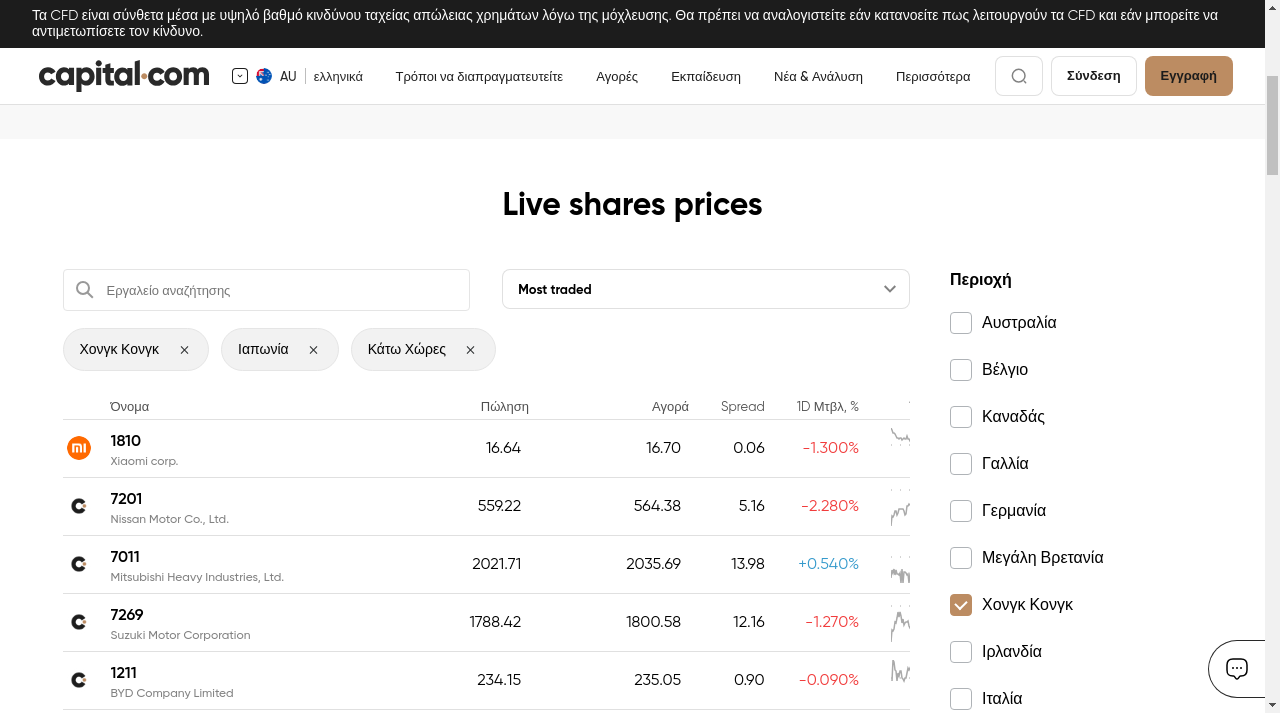 Τα CFD είναι σύνθετα μέσα με υψηλό βαθμό κινδύνου ταχείας απώλειας χρημάτων λόγω της μόχλευσης. Θα πρέπει να αναλογιστείτε εάν κατανοείτε πως λειτουργούν τα CFD και εάν μπορείτε να
αντιμετωπίσετε τον κίνδυνο.
capital.com AU ελληνικά Τρόποι να διαπραγματευτείτε Αγορές Εκπαίδευση Νέα & Ανάλυση Περισσότερα Σύνδεση Εγγραφή
Live shares prices
Εργαλείο αναζήτησης Most traded
Χονγκ Κονγκ Ιαπωνία Κάτω Χώρες
Όνομα Πώληση Αγορά Spread 1D Μτβλ, %
1810 16.64 16.70 0.06 -1.300%
Xiaomi corp.
7201 559.22 564.38 5.16 -2.280%
Nissan Motor Co., Ltd.
7011 2021.71 2035.69 13.98 +0.540%
Mitsubishi Heavy Industries, Ltd.
7269 1788.42 1800.58 12.16 -1.270%
Suzuki Motor Corporation
1211 234.15 235.05 0.90 -0.090%
BYD Company Limited
Περιοχή
Αυστραλία
Βέλγιο
Καναδάς
Γαλλία
Γερμανία
Μεγάλη Βρετανία
Χονγκ Κονγκ
Ιρλανδία
Ιταλία